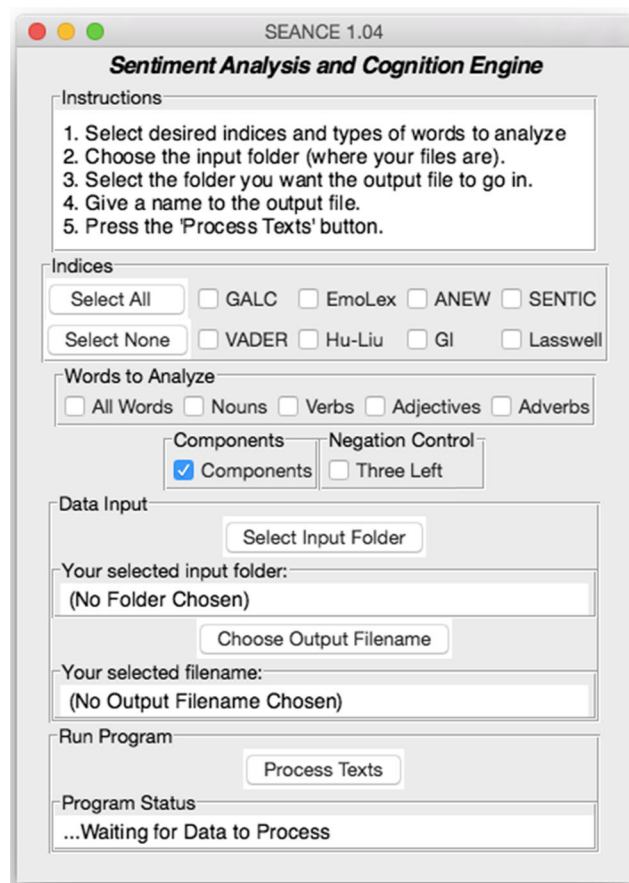 SEANCE 1.04
Sentiment Analysis and Cognition Engine
Instructions
1. Select desired indices and types of words to analyze
2. Choose the input folder (where your files are).
3. Select the folder you want the output file to go in.
4. Give a name to the output file.
5. Press the 'Process Texts' button.
Indices
Select All GALC EmoLex ANEW SENTIC
Select None VADER Hu-Liu GI Lasswell
Words to Analyze
All Words Nouns Verbs Adjectives Adverbs
Components Negation Control
Components Three Left
Data Input
Select Input Folder
Your selected input folder:
(No Folder Chosen)
Choose Output Filename
Your selected filename:
(No Output Filename Chosen)
Run Program
Process Texts
Program Status
...Waiting for Data to Process